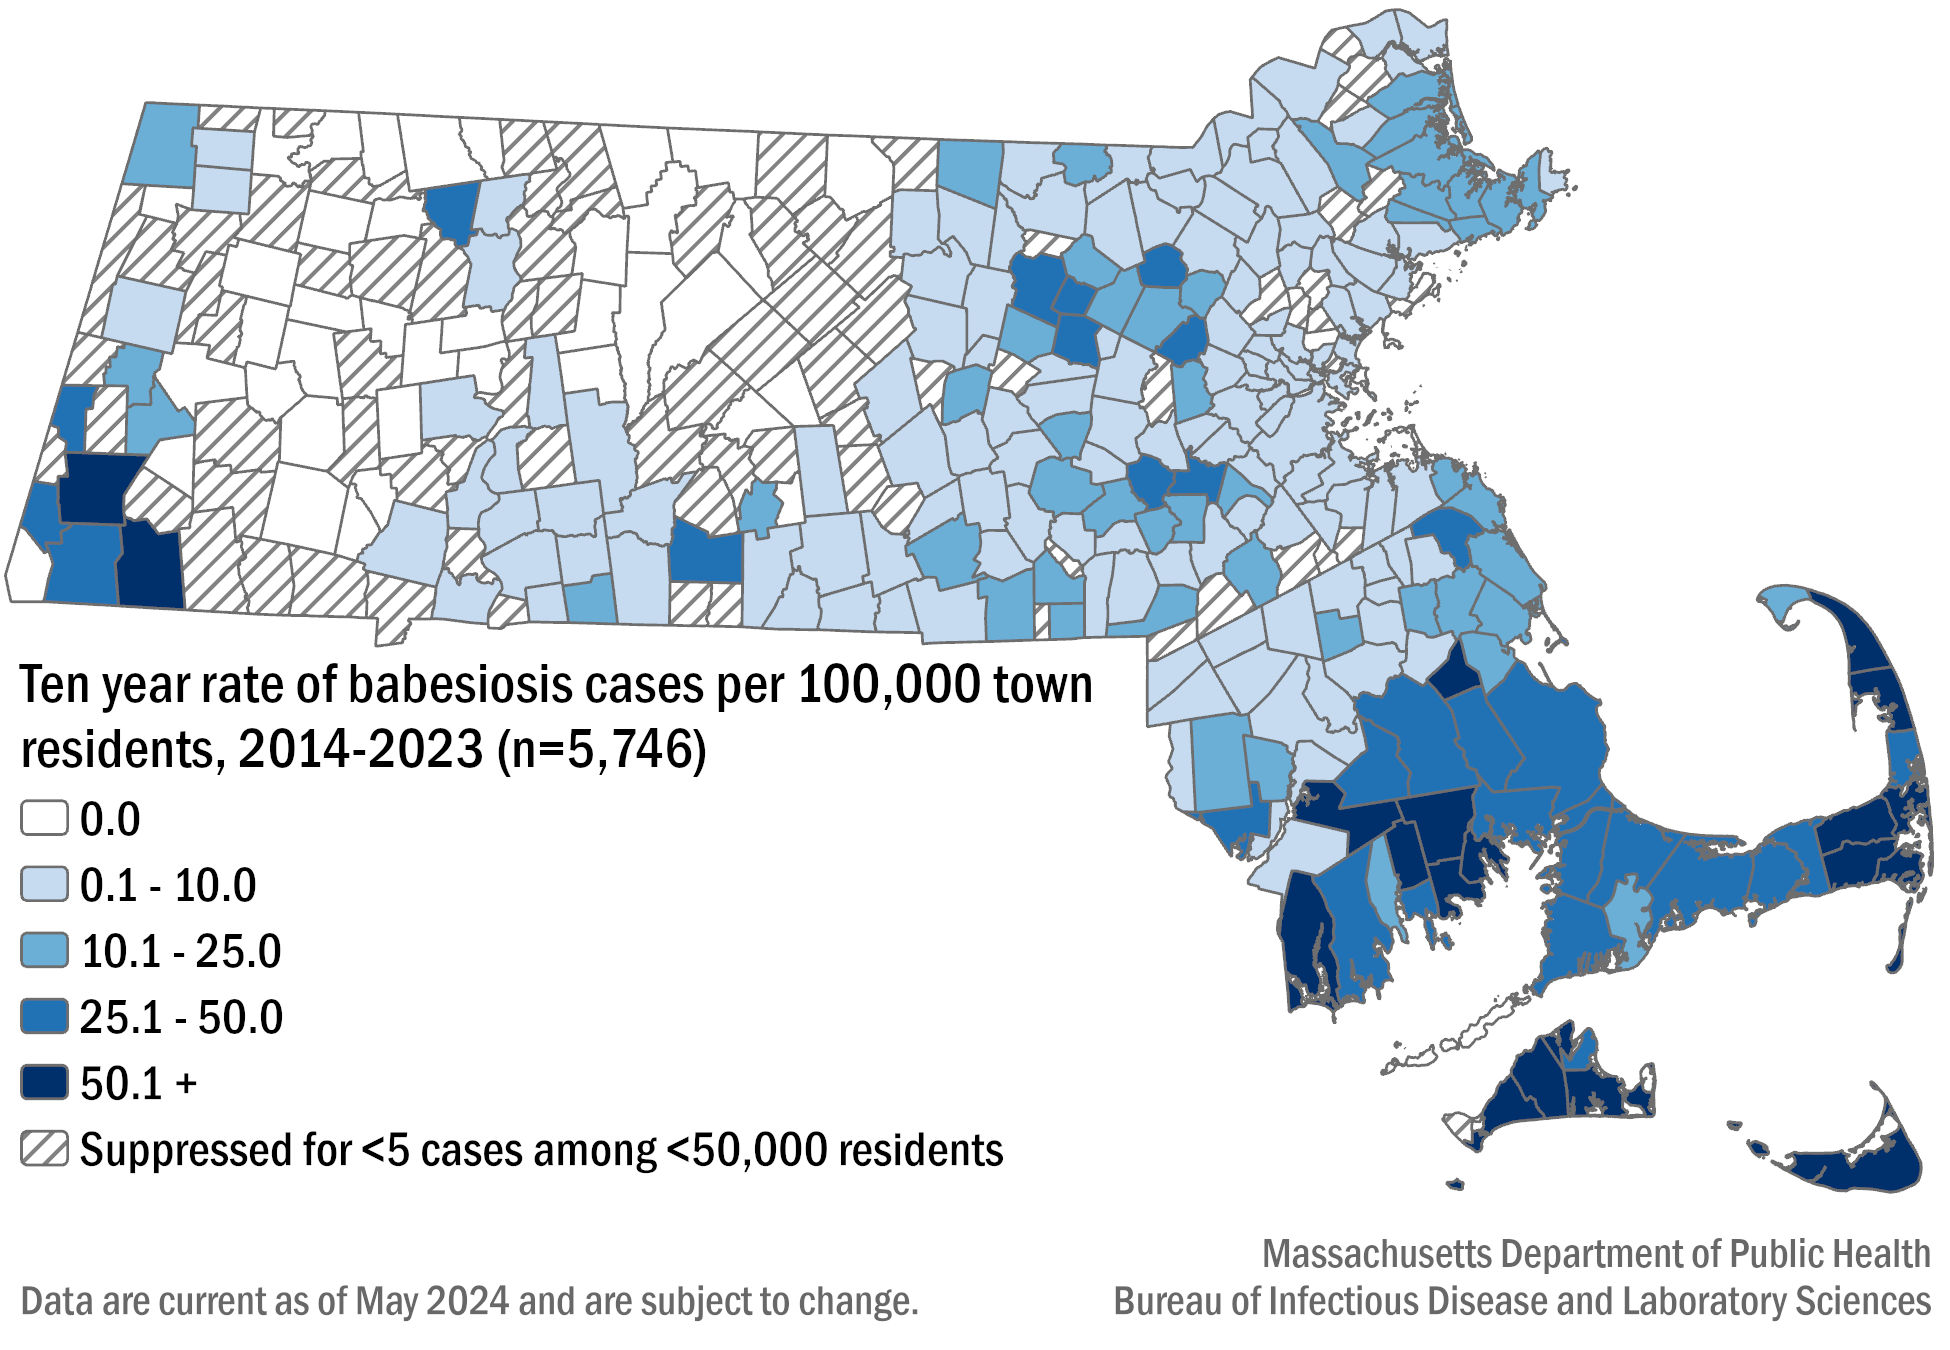 Ten year rate of babesiosis cases per 100,000 town
residents, 2014-2023 (n=5,746)
0.0
0.1 - 10.0
10.1 - 25.0
25.1 - 50.0
50.1 +
Suppressed for <5 cases among <50,000 residents
Massachusetts Department of Public Health
Data are current as of May 2024 and are subject to change.
Bureau of Infectious Disease and Laboratory Sciences